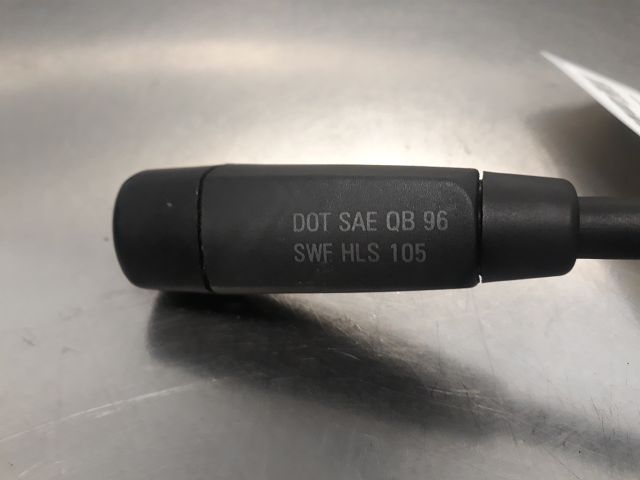 DOT SAE QB 96
SWF HLS 105